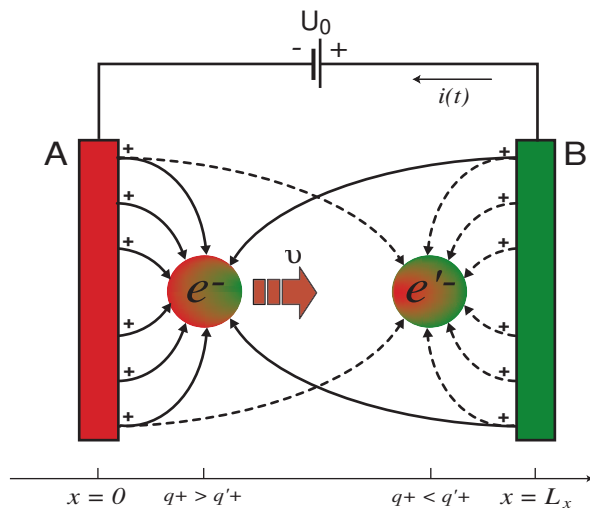 U₀
- +
i(t)
A B
+ +
+ +
+ +
υ
e⁻ e'⁻
+ +
+ +
+ +
x = 0 q+ > q'+ q+ < q'+ x = Lₓ
x